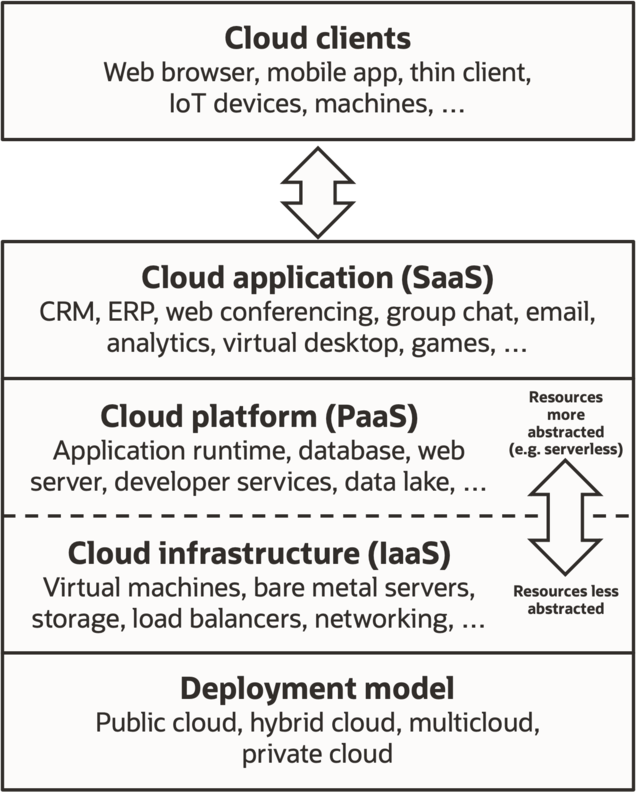 Cloud clients
Web browser, mobile app, thin client,
IoT devices, machines, …
Cloud application (SaaS)
CRM, ERP, web conferencing, group chat, email,
analytics, virtual desktop, games, …
Cloud platform (PaaS)
Application runtime, database, web
server, developer services, data lake, …
Resources
more
abstracted
(e.g. serverless)
Cloud infrastructure (IaaS)
Virtual machines, bare metal servers,
storage, load balancers, networking, …
Resources less
abstracted
Deployment model
Public cloud, hybrid cloud, multicloud,
private cloud